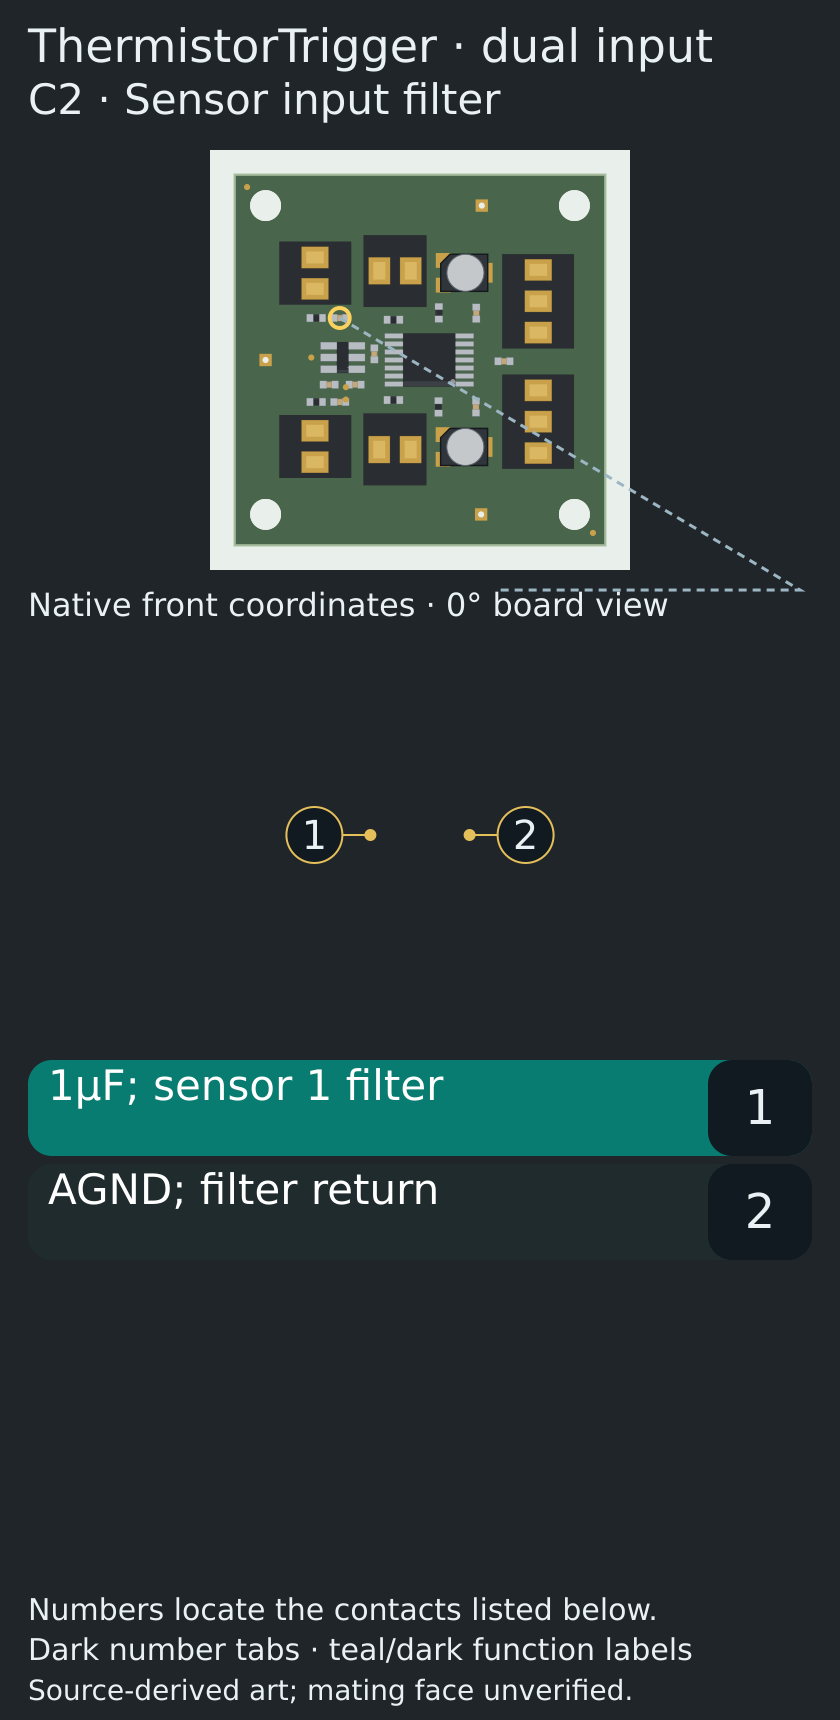 ThermistorTrigger · dual input
C2 · Sensor input filter
Native front coordinates · 0° board view
1 2
1µF; sensor 1 filter 1
AGND; filter return 2
Numbers locate the contacts listed below.
Dark number tabs · teal/dark function labels
Source-derived art; mating face unverified.